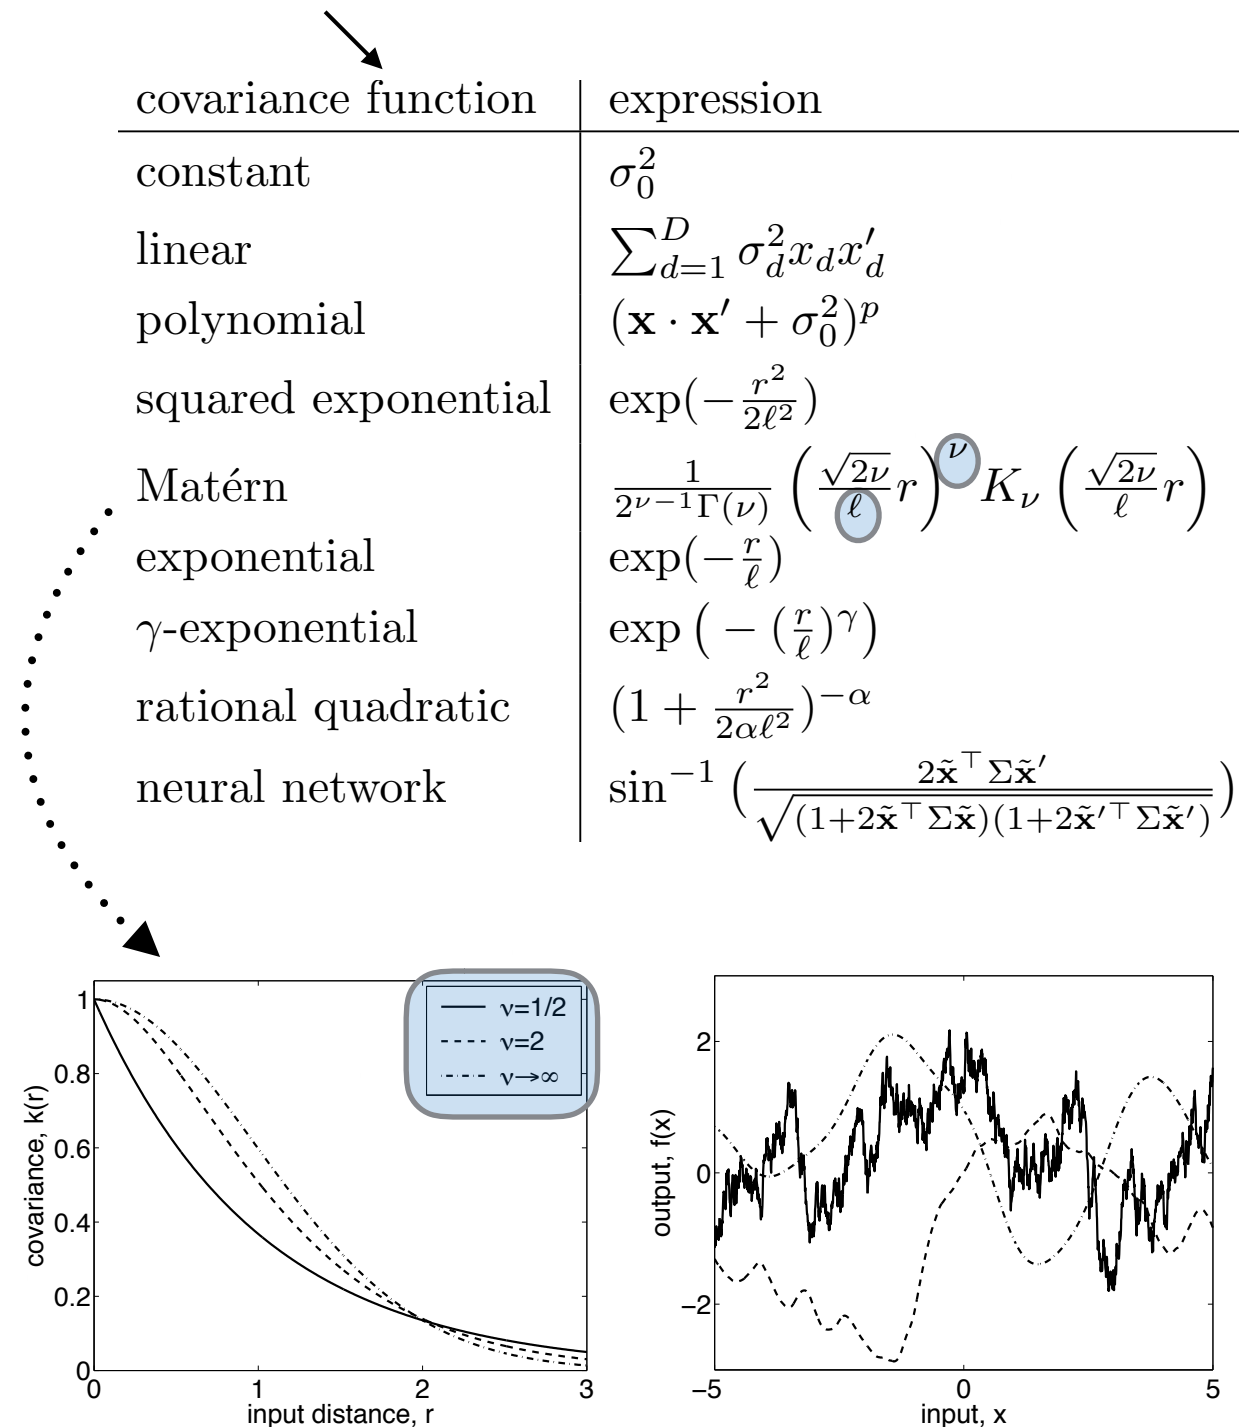 covariance function expression
constant σ₀²
linear ∑_{d=1}^{D} σ_d² x_d x′_d
polynomial (𝐱 · 𝐱′ + σ₀²)^p
squared exponential exp(−r²/2ℓ²)
Matérn 1/(2^{ν−1}Γ(ν)) (√(2ν)/ℓ r)^ν K_ν (√(2ν)/ℓ r)
exponential exp(−r/ℓ)
γ-exponential exp(−(r/ℓ)^γ)
rational quadratic (1 + r²/2αℓ²)^{−α}
neural network sin⁻¹(2𝐱̃^⊤Σ𝐱̃′/√((1+2𝐱̃^⊤Σ𝐱̃)(1+2𝐱̃′^⊤Σ𝐱̃′)))
1
0.8
0.6
0.4
0.2
0
0 1 2 3
input distance, r
covariance, k(r)
ν=1/2
ν=2
ν→∞
2
0
−2
−5 0 5
input, x
output, f(x)